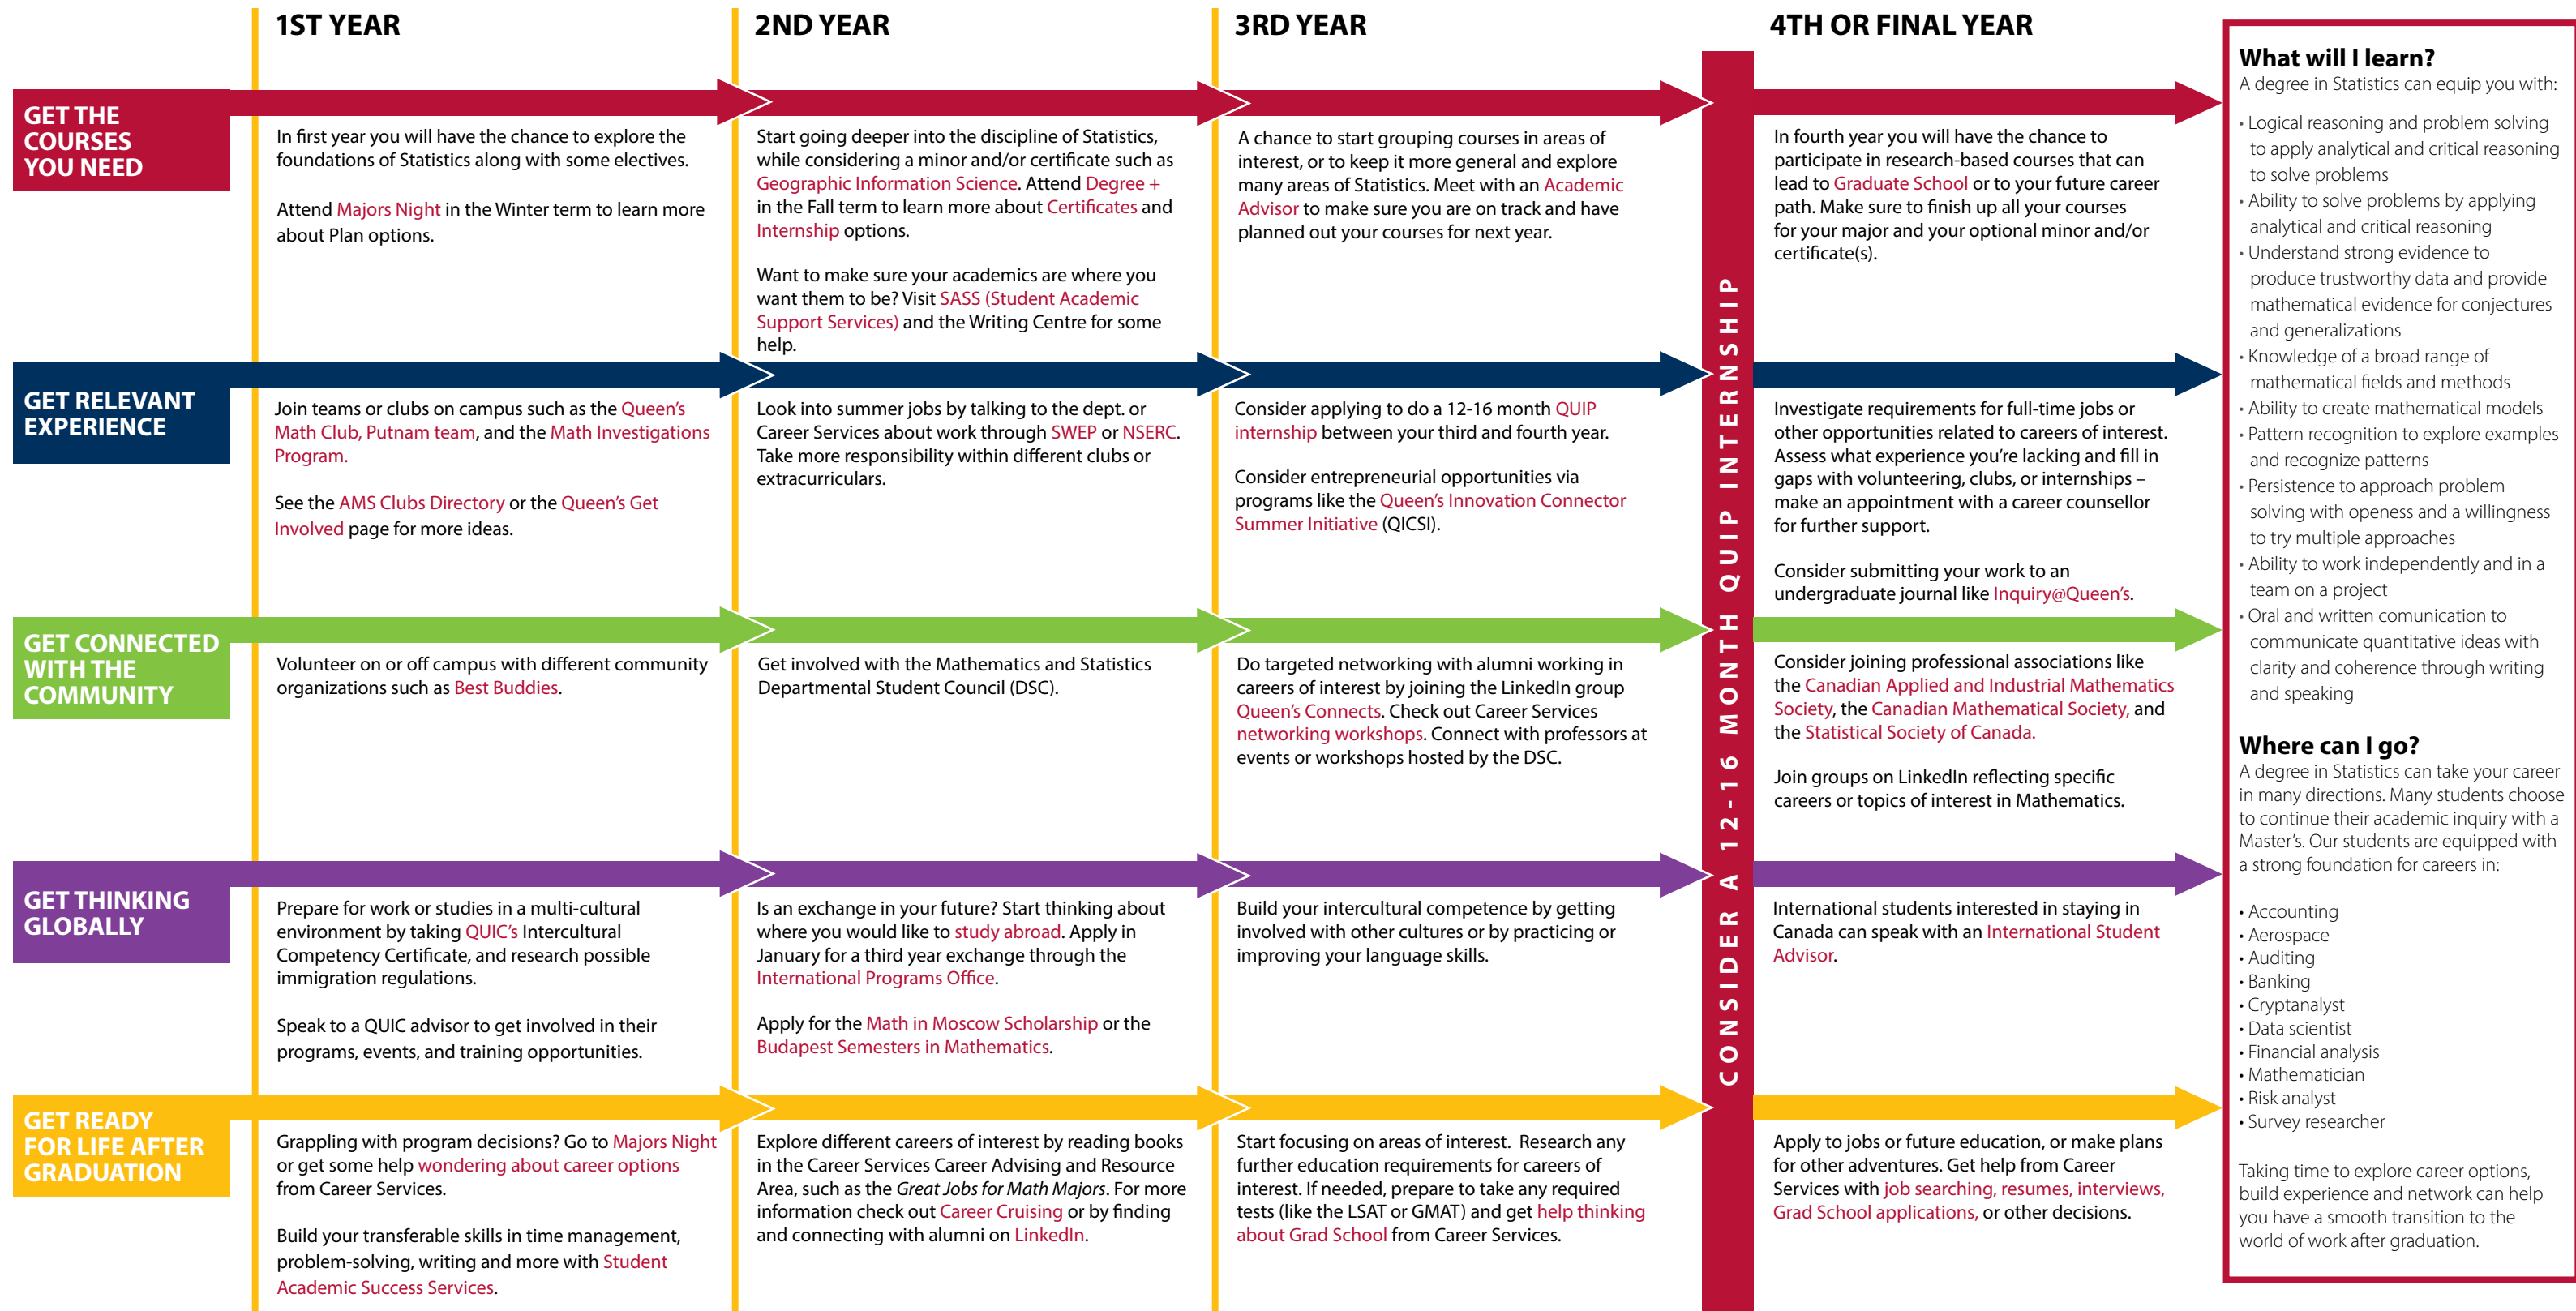 1ST YEAR
2ND YEAR
3RD YEAR
4TH OR FINAL YEAR
GET THE
COURSES
YOU NEED
In first year you will have the chance to explore the
foundations of Statistics along with some electives.
Attend Majors Night in the Winter term to learn more
about Plan options.
Start going deeper into the discipline of Statistics,
while considering a minor and/or certificate such as
Geographic Information Science. Attend Degree +
in the Fall term to learn more about Certificates and
Internship options.
Want to make sure your academics are where you
want them to be? Visit SASS (Student Academic
Support Services) and the Writing Centre for some
help.
A chance to start grouping courses in areas of
interest, or to keep it more general and explore
many areas of Statistics. Meet with an Academic
Advisor to make sure you are on track and have
planned out your courses for next year.
In fourth year you will have the chance to
participate in research-based courses that can
lead to Graduate School or to your future career
path. Make sure to finish up all your courses
for your major and your optional minor and/or
certificate(s).
GET RELEVANT
EXPERIENCE
Join teams or clubs on campus such as the Queen's
Math Club, Putnam team, and the Math Investigations
Program.
See the AMS Clubs Directory or the Queen's Get
Involved page for more ideas.
Look into summer jobs by talking to the dept. or
Career Services about work through SWEP or NSERC.
Take more responsibility within different clubs or
extracurriculars.
Consider applying to do a 12-16 month QUIP
internship between your third and fourth year.
Consider entrepreneurial opportunities via
programs like the Queen's Innovation Connector
Summer Initiative (QICSI).
Investigate requirements for full-time jobs or
other opportunities related to careers of interest.
Assess what experience you're lacking and fill in
gaps with volunteering, clubs, or internships –
make an appointment with a career counsellor
for further support.
Consider submitting your work to an
undergraduate journal like Inquiry@Queen's.
GET CONNECTED
WITH THE
COMMUNITY
Volunteer on or off campus with different community
organizations such as Best Buddies.
Get involved with the Mathematics and Statistics
Departmental Student Council (DSC).
Do targeted networking with alumni working in
careers of interest by joining the LinkedIn group
Queen's Connects. Check out Career Services
networking workshops. Connect with professors at
events or workshops hosted by the DSC.
Consider joining professional associations like
the Canadian Applied and Industrial Mathematics
Society, the Canadian Mathematical Society, and
the Statistical Society of Canada.
Join groups on LinkedIn reflecting specific
careers or topics of interest in Mathematics.
GET THINKING
GLOBALLY
Prepare for work or studies in a multi-cultural
environment by taking QUIC's Intercultural
Competency Certificate, and research possible
immigration regulations.
Speak to a QUIC advisor to get involved in their
programs, events, and training opportunities.
Is an exchange in your future? Start thinking about
where you would like to study abroad. Apply in
January for a third year exchange through the
International Programs Office.
Apply for the Math in Moscow Scholarship or the
Budapest Semesters in Mathematics.
Build your intercultural competence by getting
involved with other cultures or by practicing or
improving your language skills.
International students interested in staying in
Canada can speak with an International Student
Advisor.
GET READY
FOR LIFE AFTER
GRADUATION
Grappling with program decisions? Go to Majors Night
or get some help wondering about career options
from Career Services.
Build your transferable skills in time management,
problem-solving, writing and more with Student
Academic Success Services.
Explore different careers of interest by reading books
in the Career Services Career Advising and Resource
Area, such as the Great Jobs for Math Majors. For more
information check out Career Cruising or by finding
and connecting with alumni on LinkedIn.
Start focusing on areas of interest. Research any
further education requirements for careers of
interest. If needed, prepare to take any required
tests (like the LSAT or GMAT) and get help thinking
about Grad School from Career Services.
Apply to jobs or future education, or make plans
for other adventures. Get help from Career
Services with job searching, resumes, interviews,
Grad School applications, or other decisions.
CONSIDER A 12-16 MONTH QUIP INTERNSHIP
What will I learn?
A degree in Statistics can equip you with:
• Logical reasoning and problem solving
to apply analytical and critical reasoning
to solve problems
• Ability to solve problems by applying
analytical and critical reasoning
• Understand strong evidence to
produce trustworthy data and provide
mathematical evidence for conjectures
and generalizations
• Knowledge of a broad range of
mathematical fields and methods
• Ability to create mathematical models
• Pattern recognition to explore examples
and recognize patterns
• Persistence to approach problem
solving with openess and a willingness
to try multiple approaches
• Ability to work independently and in a
team on a project
• Oral and written comunication to
communicate quantitative ideas with
clarity and coherence through writing
and speaking
Where can I go?
A degree in Statistics can take your career
in many directions. Many students choose
to continue their academic inquiry with a
Master's. Our students are equipped with
a strong foundation for careers in:
• Accounting
• Aerospace
• Auditing
• Banking
• Cryptanalyst
• Data scientist
• Financial analysis
• Mathematician
• Risk analyst
• Survey researcher
Taking time to explore career options,
build experience and network can help
you have a smooth transition to the
world of work after graduation.